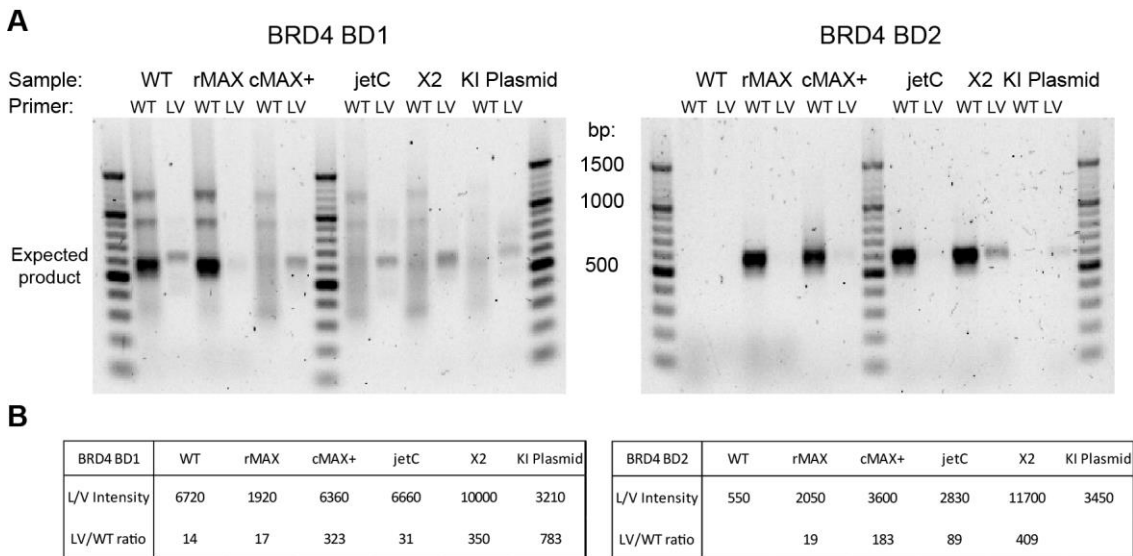 A
BRD4 BD1 BRD4 BD2
Sample: WT rMAX cMAX+ jetC X2 KI Plasmid WT rMAX cMAX+ jetC X2 KI Plasmid
Primer: WT LV WT LV WT LV WT LV WT LV WT LV WT LV WT LV WT LV WT LV WT LV WT LV
bp:
1500
1000
Expected
product
500
B
BRD4 BD1 WT rMAX cMAX+ jetC X2 KI Plasmid
L/V Intensity 6720 1920 6360 6660 10000 3210
LV/WT ratio 14 17 323 31 350 783
BRD4 BD2 WT rMAX cMAX+ jetC X2 KI Plasmid
L/V Intensity 550 2050 3600 2830 11700 3450
LV/WT ratio 19 183 89 409